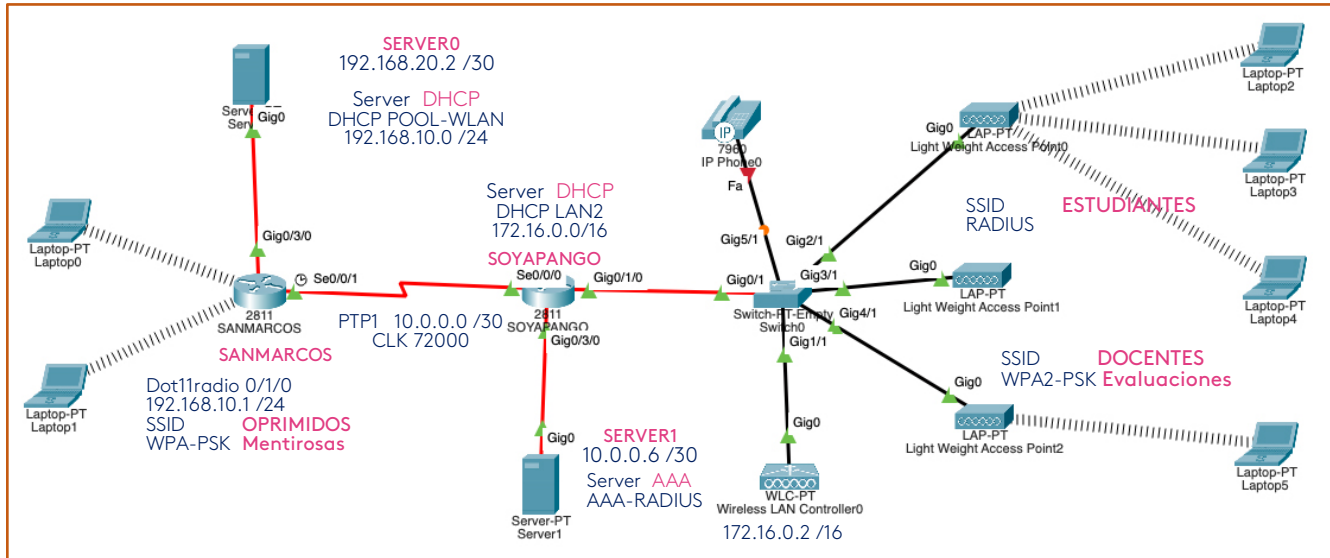 SERVER0
192.168.20.2 /30
Server DHCP
DHCP POOL-WLAN
192.168.10.0 /24
Gig0
Gig0/3/0
Laptop-PT
Laptop0
Laptop-PT
Laptop1
Se0/0/1
2811
SANMARCOS
SANMARCOS
Dot11radio 0/1/0
192.168.10.1 /24
SSID OPRIMIDOS
WPA-PSK Mentirosas
PTP1 10.0.0.0 /30
CLK 72000
Server DHCP
DHCP LAN2
172.16.0.0/16
SOYAPANGO
Se0/0/0
Gig0/1/0
2811
SOYAPANGO
Gig0/3/0
Gig0
Server-PT
Server1
SERVER1
10.0.0.6 /30
Server AAA
AAA-RADIUS
IP
7960
IP Phone0
Fa
Gig5/1
Gig2/1
Gig0/1
Gig3/1
Switch-PT-Empty
Switch0
Gig4/1
Gig1/1
Gig0
WLC-PT
Wireless LAN Controller0
172.16.0.2 /16
Gig0
LAP-PT
Light Weight Access Point0
SSID ESTUDIANTES
RADIUS
Gig0
LAP-PT
Light Weight Access Point1
SSID DOCENTES
WPA2-PSK Evaluaciones
Gig0
LAP-PT
Light Weight Access Point2
Laptop-PT
Laptop2
Laptop-PT
Laptop3
Laptop-PT
Laptop4
Laptop-PT
Laptop5